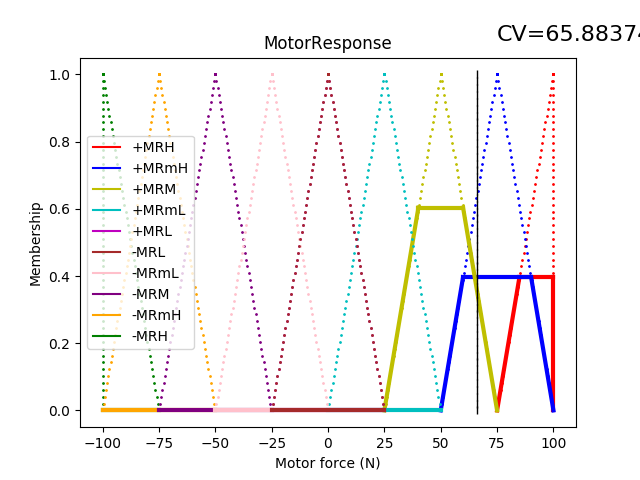 CV=65.8837
MotorResponse
1.0
0.8
0.6
0.4
0.2
0.0
Membership
+MRH
+MRmH
+MRM
+MRmL
+MRL
-MRL
-MRmL
-MRM
-MRmH
-MRH
−100 −75 −50 −25 0 25 50 75 100
Motor force (N)